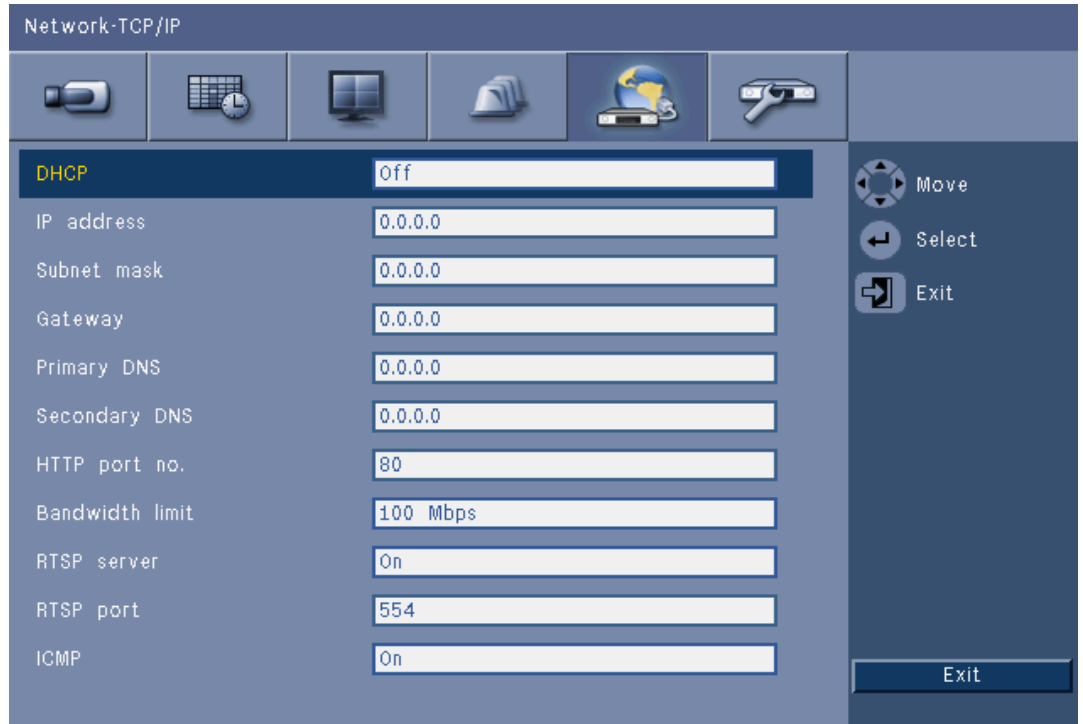 Network-TCP/IP
DHCP Off
IP address 0.0.0.0
Subnet mask 0.0.0.0
Gateway 0.0.0.0
Primary DNS 0.0.0.0
Secondary DNS 0.0.0.0
HTTP port no. 80
Bandwidth limit 100 Mbps
RTSP server On
RTSP port 554
ICMP On
Move
Select
Exit
Exit